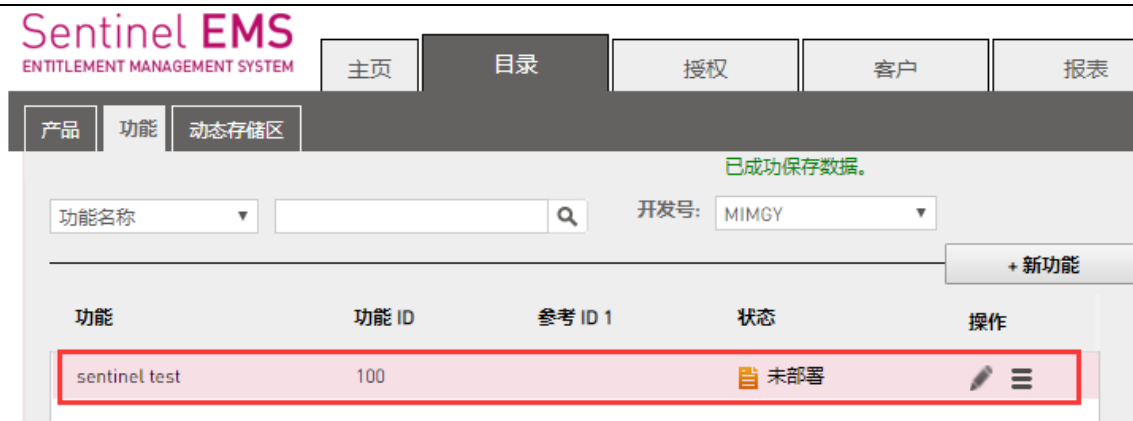 Sentinel EMS
ENTITLEMENT MANAGEMENT SYSTEM
主页 目录 授权 客户 报表
产品 功能 动态存储区
已成功保存数据。
功能名称 开发号: MIMGY
+ 新功能
功能 功能 ID 参考 ID 1 状态 操作
sentinel test 100 未部署